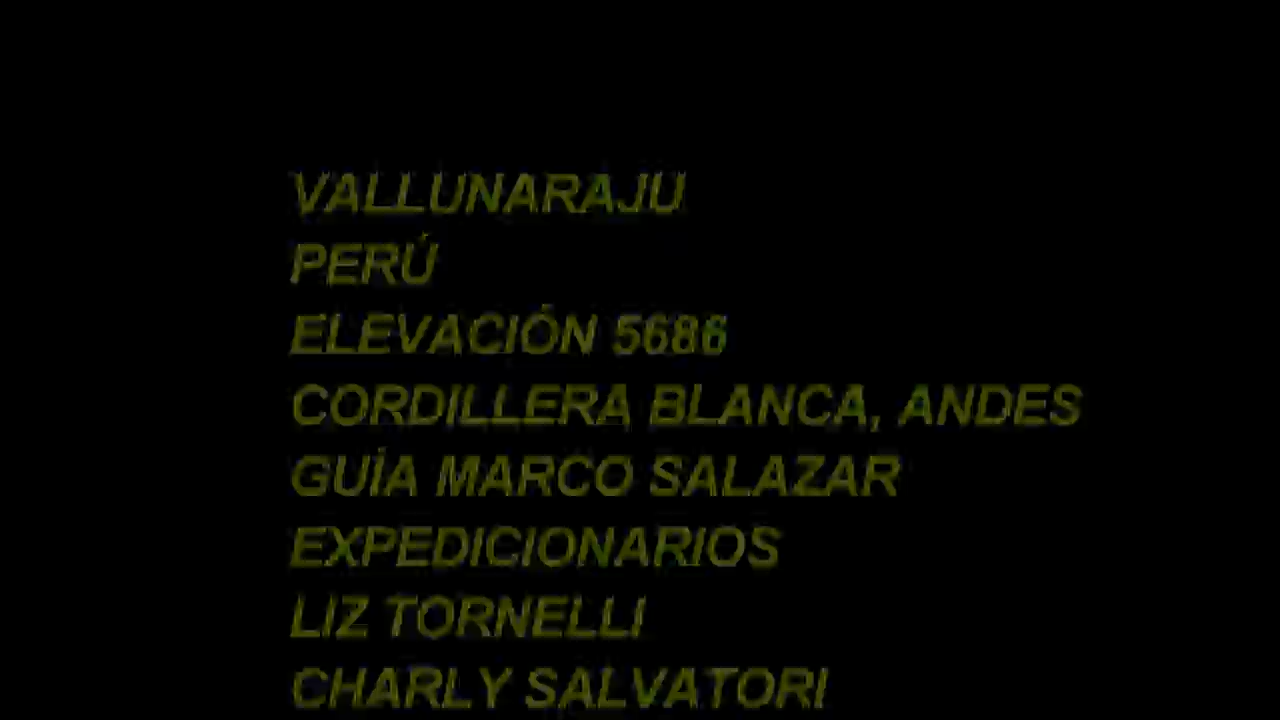 VALLUNARAJU
PERÚ
ELEVACIÓN 5686
CORDILLERA BLANCA, ANDES
GUÍA MARCO SALAZAR
EXPEDICIONARIOS
LIZ TORNELLI
CHARLY SALVATORI